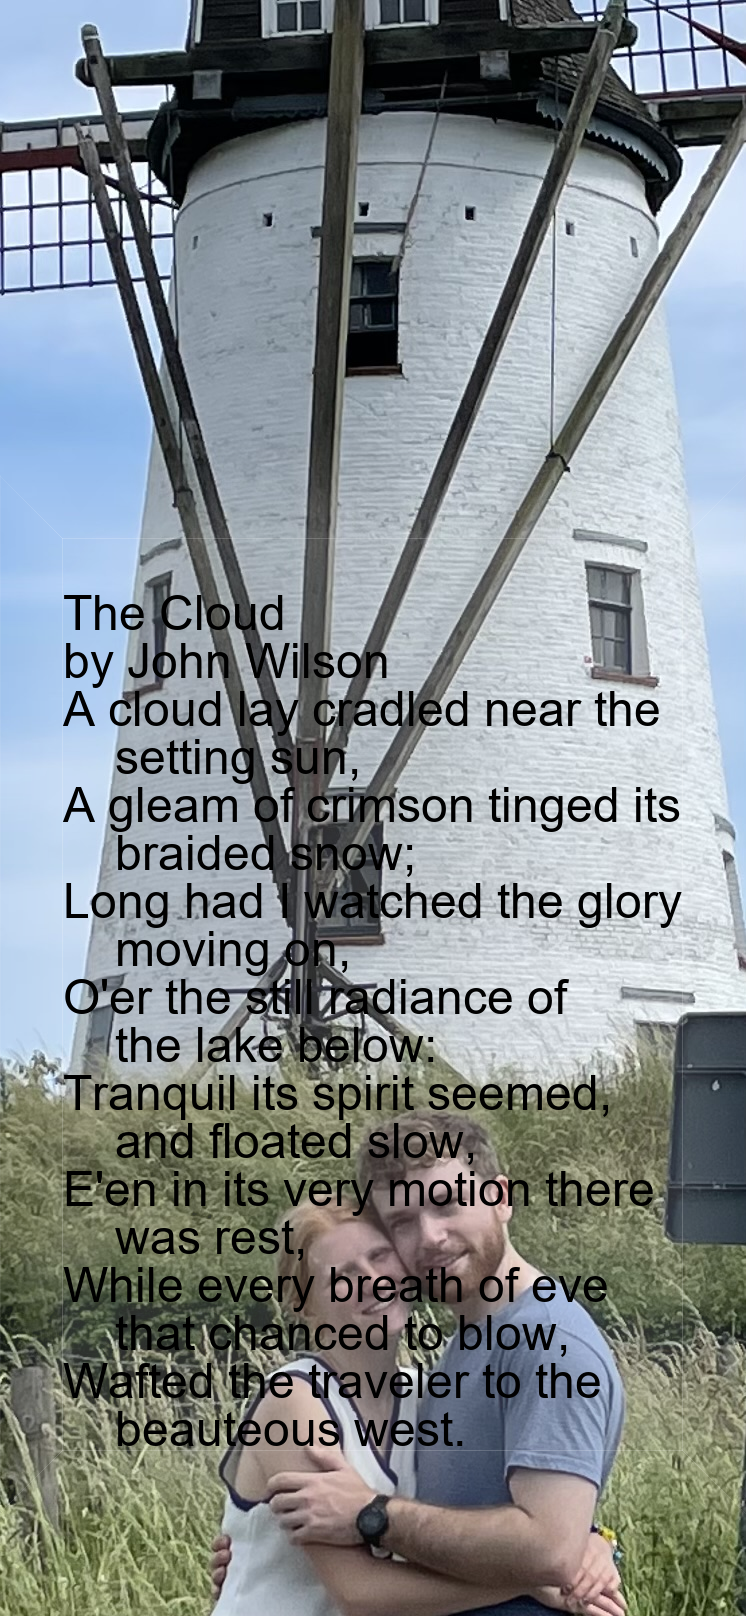 The Cloud
by John Wilson
A cloud lay cradled near the
setting sun,
A gleam of crimson tinged its
braided snow;
Long had I watched the glory
moving on,
O'er the still radiance of
the lake below:
Tranquil its spirit seemed,
and floated slow,
E'en in its very motion there
was rest,
While every breath of eve
that chanced to blow,
Wafted the traveler to the
beauteous west.